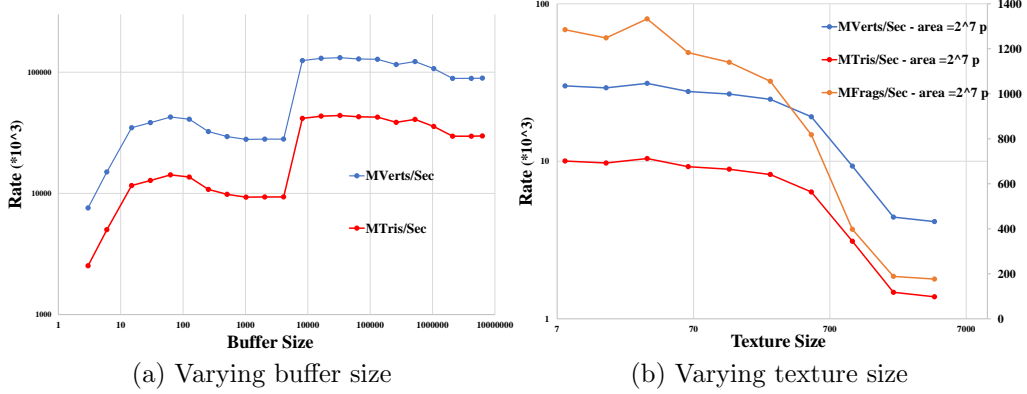 Rate (*10^3)
100000
10000
1000
1
10
100
1000
10000
100000
1000000
10000000
Buffer Size
MVerts/Sec
MTris/Sec
(a) Varying buffer size
Rate (*10^3)
100
10
1
7
70
700
7000
Texture Size
1400
1200
1000
800
600
400
200
0
MVerts/Sec - area =2^7 p
MTris/Sec - area =2^7 p
MFrags/Sec - area =2^7 p
(b) Varying texture size